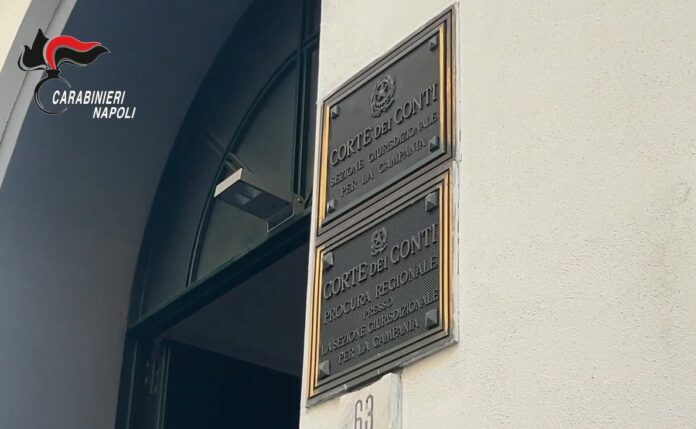 CARABINIERI
NAPOLI
CORTE DEI CONTI
SEZIONE GIURISDIZIONALE
PER LA CAMPANIA
CORTE DEI CONTI
PROCURA REGIONALE
PRESSO
LA SEZIONE GIURISDIZIONALE
PER LA CAMPANIA
63